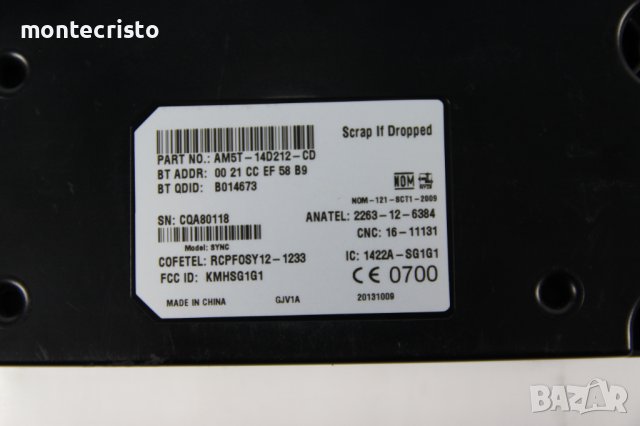 montecristo
Scrap If Dropped
PART NO.: AM5T-14D212-CD
BT ADDR: 00 21 CC EF 58 B9
BT QDID: B014673
NOM
NOM-121-SCT1-2009
SN: CQA80118
ANATEL: 2263-12-6384
CNC: 16-11131
Model: SYNC
COFETEL: RCPFOSY12-1233
IC: 1422A-SG1G1
FCC ID: KMHSG1G1
CE 0700
MADE IN CHINA
GJV1A
20131009
BAZAR